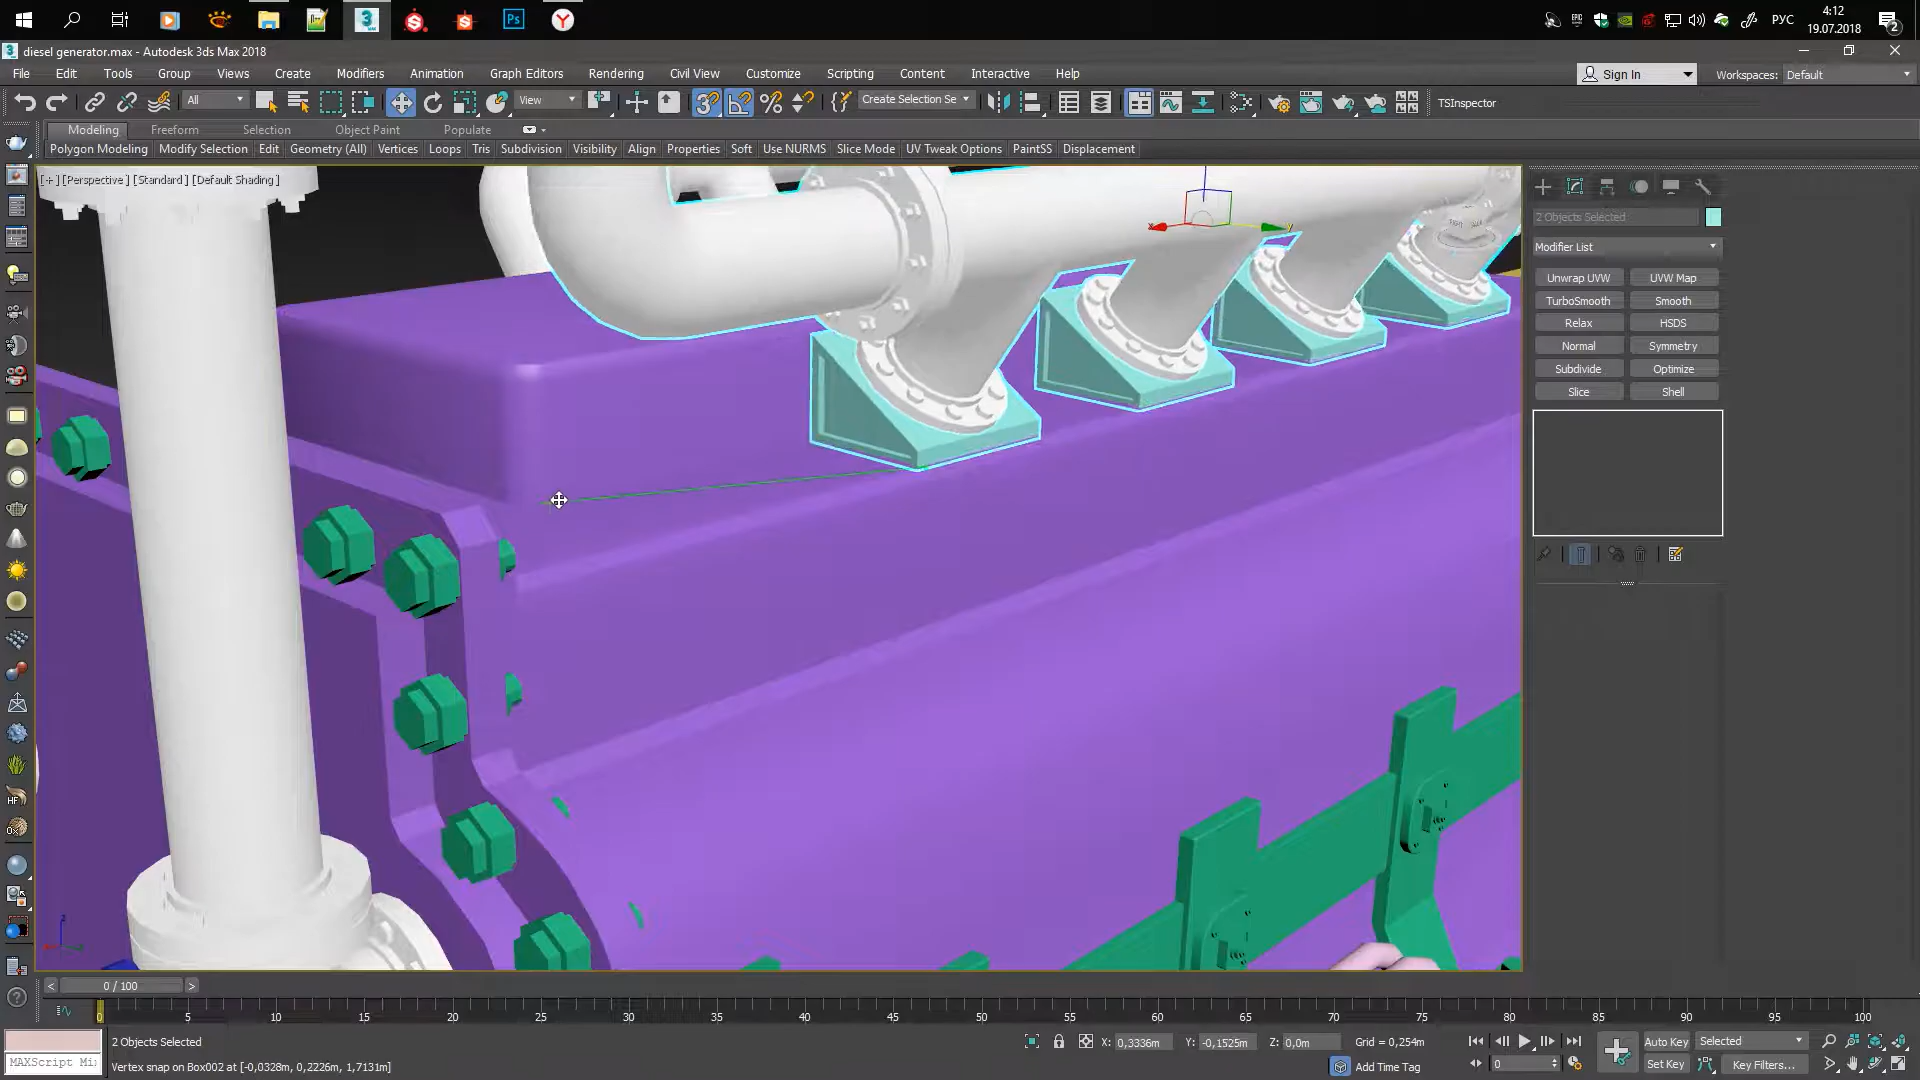 РУС
4:12
19.07.2018
2
diesel generator.max - Autodesk 3ds Max 2018
File Edit Tools Group Views Create Modifiers Animation Graph Editors Rendering Civil View Customize Scripting Content Interactive Help
Sign In
Workspaces: Default
All
View
Create Selection Se
TSInspector
Modeling Freeform Selection Object Paint Populate
Polygon Modeling Modify Selection Edit Geometry (All) Vertices Loops Tris Subdivision Visibility Align Properties Soft Use NURMS Slice Mode UV Tweak Options PaintSS Displacement
[+] [Perspective ] [Standard ] [Default Shading ]
2 Objects Selected
Modifier List
Unwrap UVW UVW Map
TurboSmooth Smooth
Relax HSDS
Normal Symmetry
Subdivide Optimize
Slice Shell
x
y
z
0 / 100
0 5 10 15 20 25 30 35 40 45 50 55 60 65 70 75 80 85 90 95 100
2 Objects Selected
X: 0,3336m Y: -0,1525m Z: 0,0m Grid = 0,254m
Auto Key Selected
MAXScript Mi
Vertex snap on Box002 at [-0,0328m, 0,2226m, 1,7131m]
Add Time Tag
0
Set Key Key Filters...